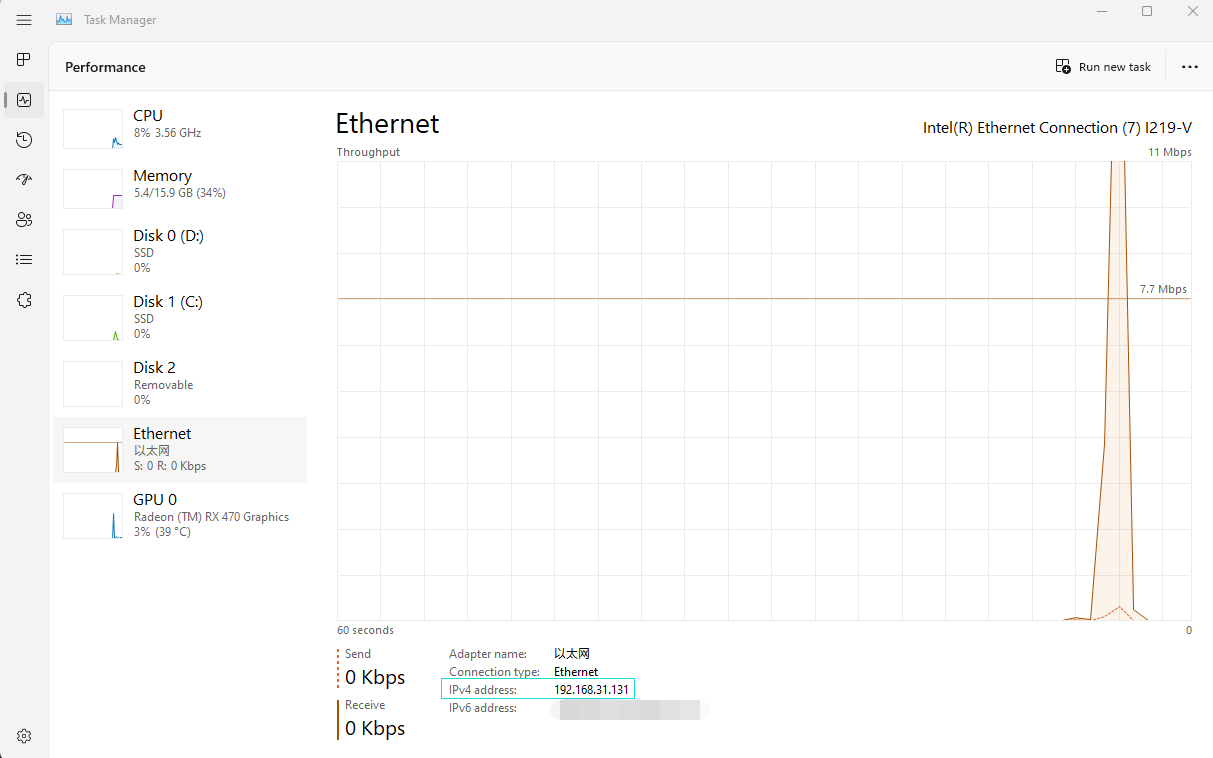 Task Manager
Performance
Run new task
CPU
8% 3.56 GHz
Memory
5.4/15.9 GB (34%)
Disk 0 (D:)
SSD
0%
Disk 1 (C:)
SSD
0%
Disk 2
Removable
0%
Ethernet
以太网
S: 0 R: 0 Kbps
GPU 0
Radeon (TM) RX 470 Graphics
3% (39 °C)
Ethernet
Intel(R) Ethernet Connection (7) I219-V
Throughput
11 Mbps
7.7 Mbps
60 seconds
0
Send
0 Kbps
Receive
0 Kbps
Adapter name: 以太网
Connection type: Ethernet
IPv4 address: 192.168.31.131
IPv6 address: